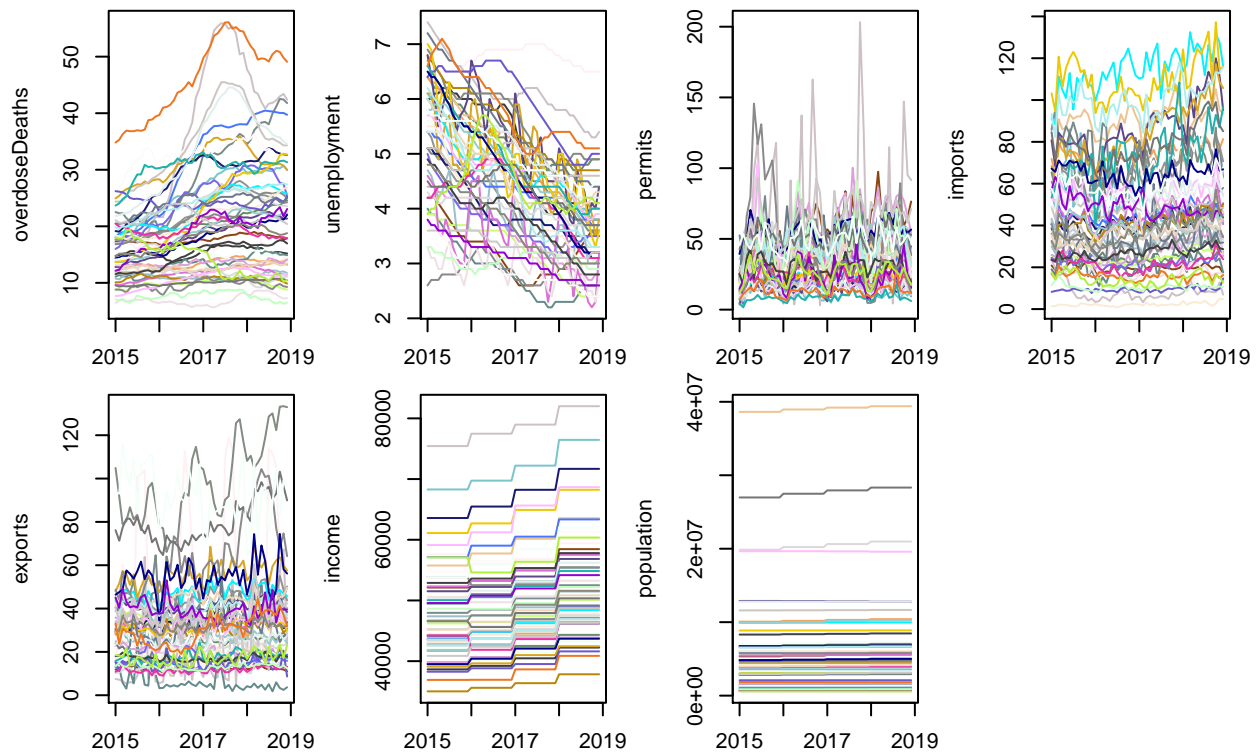 overdoseDeaths
10 20 30 40 50
2015 2017 2019
unemployment
2 3 4 5 6 7
2015 2017 2019
permits
0 50 100 150 200
2015 2017 2019
imports
0 20 40 60 80 120
2015 2017 2019
exports
0 20 40 60 80 120
2015 2017 2019
income
40000 60000 80000
2015 2017 2019
population
0e+00 2e+07 4e+07
2015 2017 2019